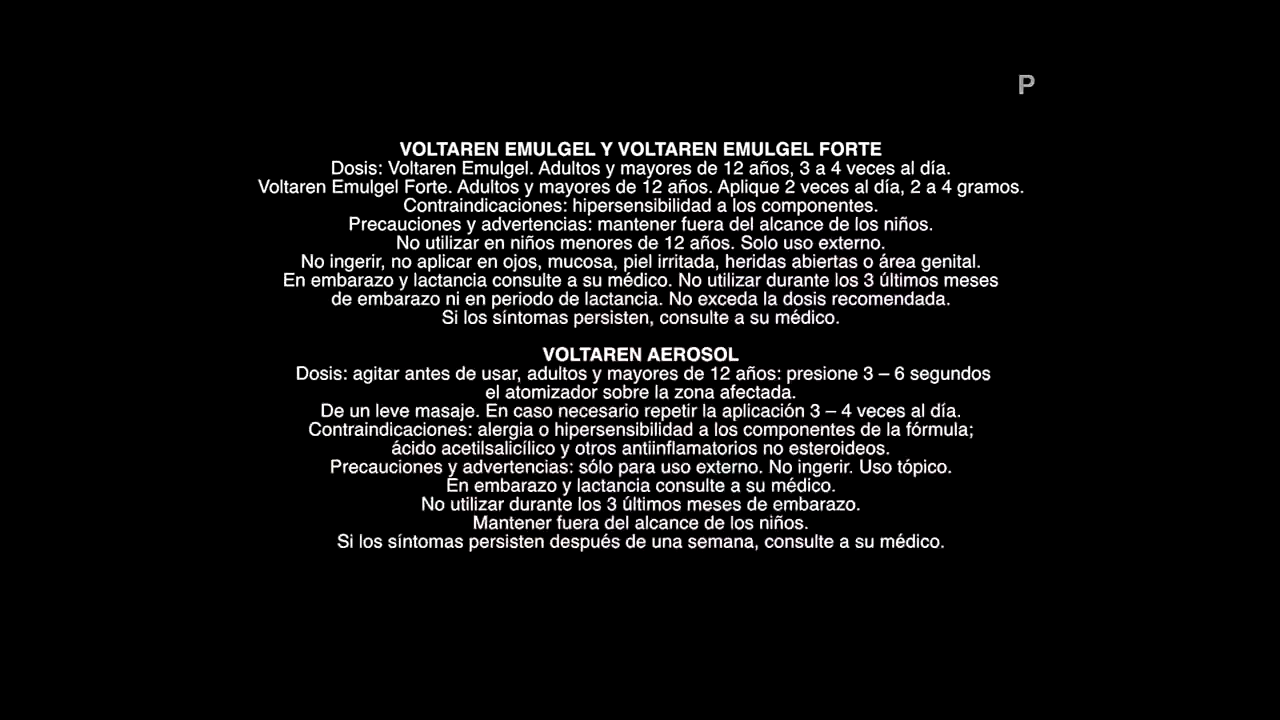 P
VOLTAREN EMULGEL Y VOLTAREN EMULGEL FORTE
Dosis: Voltaren Emulgel. Adultos y mayores de 12 años, 3 a 4 veces al día.
Voltaren Emulgel Forte. Adultos y mayores de 12 años. Aplique 2 veces al día, 2 a 4 gramos.
Contraindicaciones: hipersensibilidad a los componentes.
Precauciones y advertencias: mantener fuera del alcance de los niños.
No utilizar en niños menores de 12 años. Solo uso externo.
No ingerir, no aplicar en ojos, mucosa, piel irritada, heridas abiertas o área genital.
En embarazo y lactancia consulte a su médico. No utilizar durante los 3 últimos meses
de embarazo ni en periodo de lactancia. No exceda la dosis recomendada.
Si los síntomas persisten, consulte a su médico.
VOLTAREN AEROSOL
Dosis: agitar antes de usar, adultos y mayores de 12 años: presione 3 – 6 segundos
el atomizador sobre la zona afectada.
De un leve masaje. En caso necesario repetir la aplicación 3 – 4 veces al día.
Contraindicaciones: alergia o hipersensibilidad a los componentes de la fórmula;
ácido acetilsalicílico y otros antiinflamatorios no esteroideos.
Precauciones y advertencias: sólo para uso externo. No ingerir. Uso tópico.
En embarazo y lactancia consulte a su médico.
No utilizar durante los 3 últimos meses de embarazo.
Mantener fuera del alcance de los niños.
Si los síntomas persisten después de una semana, consulte a su médico.